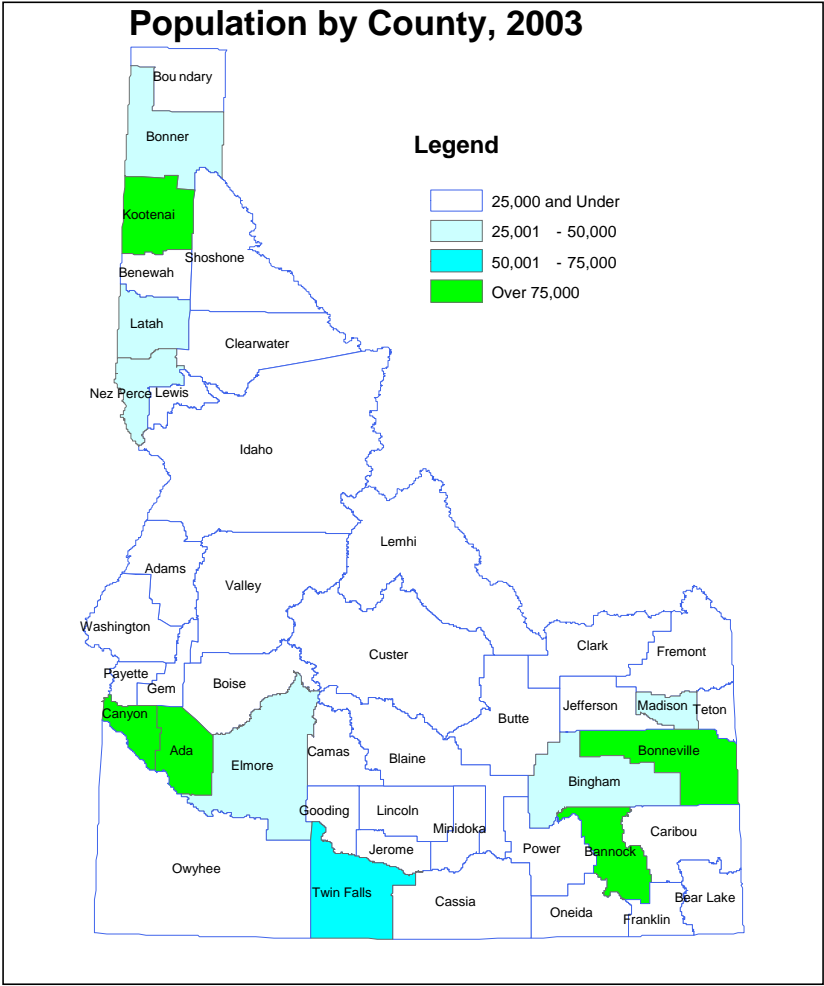 Population by County, 2003
Boundary
Bonner
Legend
25,000 and Under
Kootenai
25,001 - 50,000
Shoshone
50,001 - 75,000
Benewah
Over 75,000
Latah
Clearwater
Nez Perce
Lewis
Idaho
Lemhi
Adams
Valley
Washington
Clark
Custer
Fremont
Payette
Boise
Gem
Jefferson
Madison
Teton
Canyon
Butte
Ada
Camas
Bonneville
Elmore
Blaine
Bingham
Gooding
Lincoln
Minidoka
Caribou
Jerome
Power
Bannock
Owyhee
Twin Falls
Cassia
Bear Lake
Oneida
Franklin